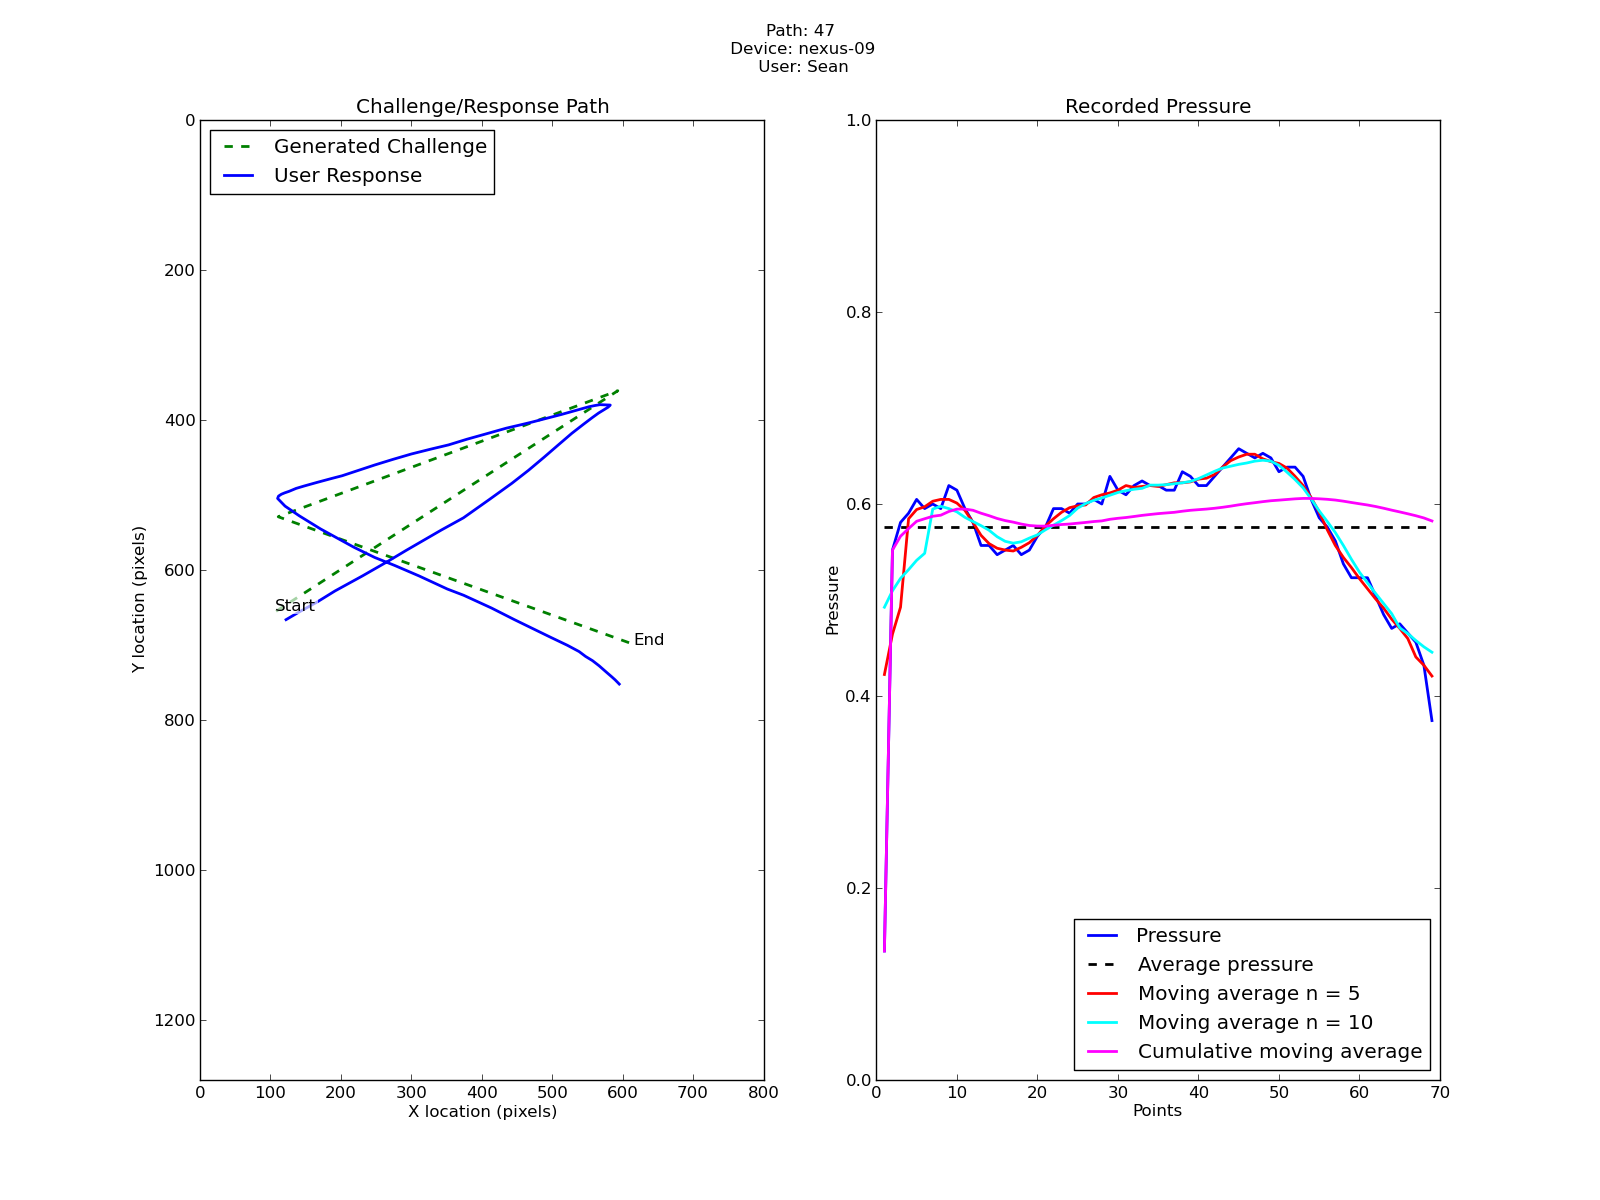 Path: 47
Device: nexus-09
User: Sean
Challenge/Response Path
Generated Challenge
User Response
0
200
400
600
800
1000
1200
Y location (pixels)
Start
End
0 100 200 300 400 500 600 700 800
X location (pixels)
Recorded Pressure
1.0
0.8
0.6
0.4
0.2
0.0
Pressure
Pressure
Average pressure
Moving average n = 5
Moving average n = 10
Cumulative moving average
0 10 20 30 40 50 60 70
Points